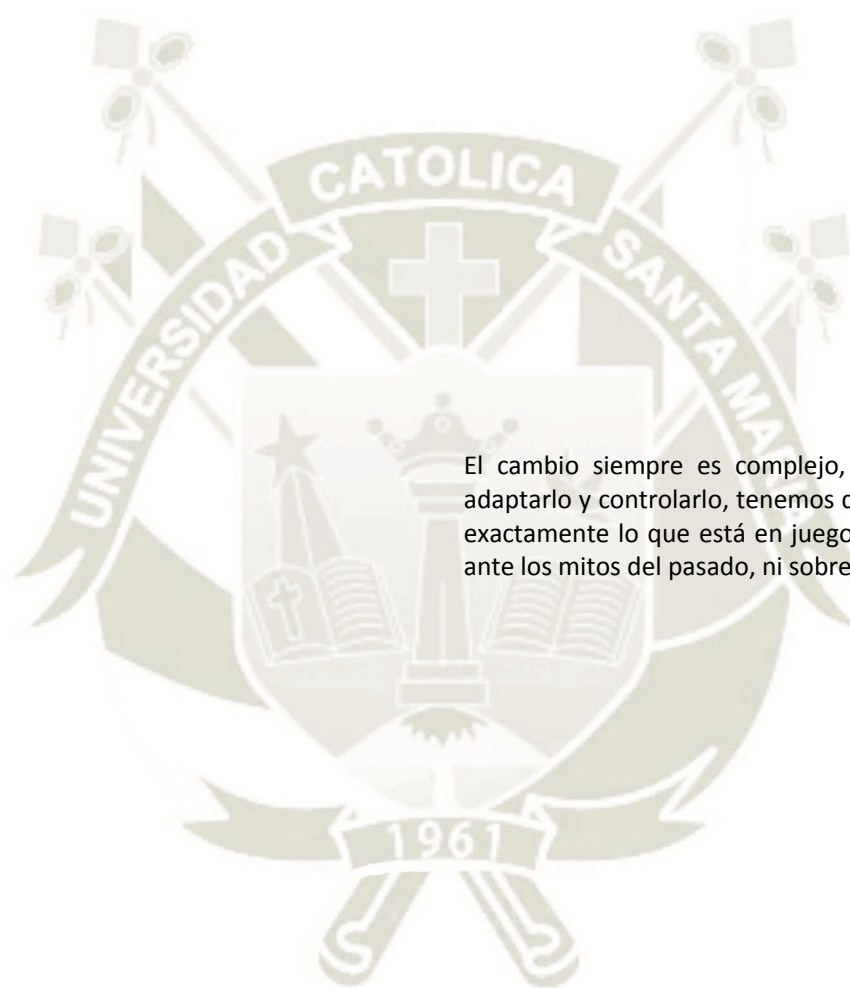 CATOLICA
UNIVERSIDAD
SANTA MARIA
El cambio siempre es complejo,
adaptarlo y controlarlo, tenemos
exactamente lo que está en juego
ante los mitos del pasado, ni sobre
1961